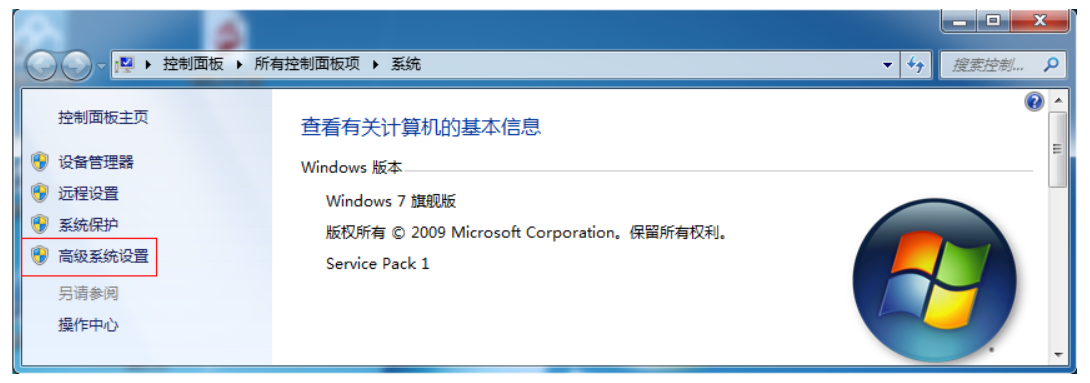 控制面板 ▸ 所有控制面板项 ▸ 系统
搜索控制...
控制面板主页
设备管理器
远程设置
系统保护
高级系统设置
另请参阅
操作中心
查看有关计算机的基本信息
Windows 版本
Windows 7 旗舰版
版权所有 © 2009 Microsoft Corporation。保留所有权利。
Service Pack 1